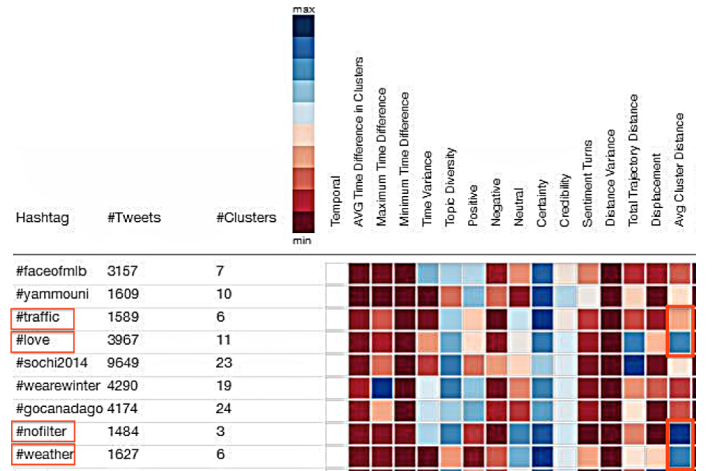 max
min
Hashtag #Tweets #Clusters
Temporal
AVG Time Difference in Clusters
Maximum Time Difference
Minimum Time Difference
Time Variance
Topic Diversity
Positive
Negative
Neutral
Certainty
Credibility
Sentiment Turns
Distance Variance
Total Trajectory Distance
Displacement
Avg Cluster Distance
#faceofmlb 3157 7
#yammouni 1609 10
#traffic 1589 6
#love 3967 11
#sochi2014 9649 23
#wearewinter 4290 19
#gocanadago 4174 24
#nofilter 1484 3
#weather 1627 6